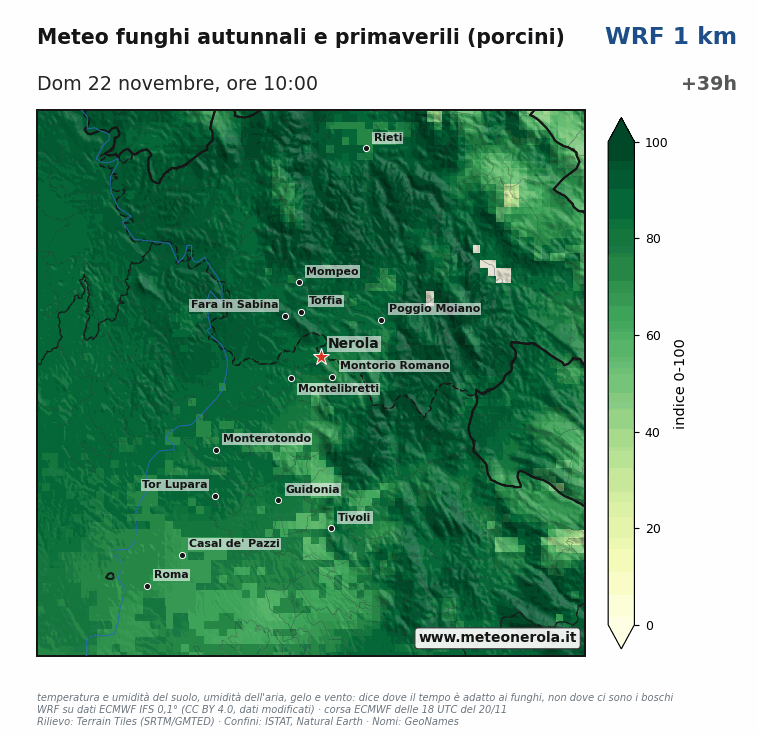 Meteo funghi autunnali e primaverili (porcini)
WRF 1 km
Dom 22 novembre, ore 10:00
+39h
Rieti
Mompeo
Toffia
Fara in Sabina
Poggio Moiano
Nerola
Montorio Romano
Montelibretti
Monterotondo
Tor Lupara
Guidonia
Tivoli
Casal de' Pazzi
Roma
www.meteonerola.it
100
80
60
40
20
0
indice 0-100
temperatura e umidità del suolo, umidità dell'aria, gelo e vento: dice dove il tempo è adatto ai funghi, non dove ci sono i boschi
WRF su dati ECMWF IFS 0,1° (CC BY 4.0, dati modificati) · corsa ECMWF delle 18 UTC del 20/11
Rilievo: Terrain Tiles (SRTM/GMTED) · Confini: ISTAT, Natural Earth · Nomi: GeoNames